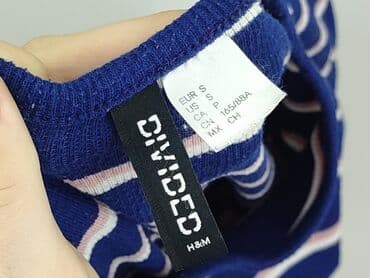 EUR S
US S
CA P
CN 165/88A
MX CH
DIVIDED
H&M